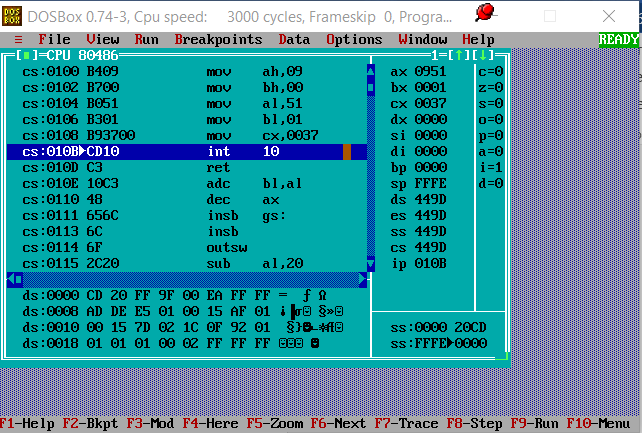 DOSBox 0.74-3, Cpu speed: 3000 cycles, Frameskip 0, Progra...
≡ File View Run Breakpoints Data Options Window Help READY
[■]=CPU 80486 1=[↑][↓]
cs:0100 B409 mov ah,09 ax 0951 c=0
cs:0102 B700 mov bh,00 bx 0001 z=0
cs:0104 B051 mov al,51 cx 0037 s=0
cs:0106 B301 mov bl,01 dx 0000 o=0
cs:0108 B93700 mov cx,0037 si 0000 p=0
cs:010B►CD10 int 10 di 0000 a=0
cs:010D C3 ret bp 0000 i=1
cs:010E 10C3 adc bl,al sp FFFE d=0
cs:0110 48 dec ax ds 449D
cs:0111 656C insb gs: es 449D
cs:0113 6C insb ss 449D
cs:0114 6F outsw cs 449D
cs:0115 2C20 sub al,20 ip 010B
ds:0000 CD 20 FF 9F 00 EA FF FF = ƒ Ω
ds:0008 AD DE E5 01 00 15 AF 01 ¡▐σ☺ §»☺
ds:0010 00 15 7D 02 1C 0F 92 01 §}☻∟☼Æ☺ ss:0000 20CD
ds:0018 01 01 01 00 02 FF FF FF ☺☺☺ ☻ ss:FFFE►0000
F1-Help F2-Bkpt F3-Mod F4-Here F5-Zoom F6-Next F7-Trace F8-Step F9-Run F10-Menu